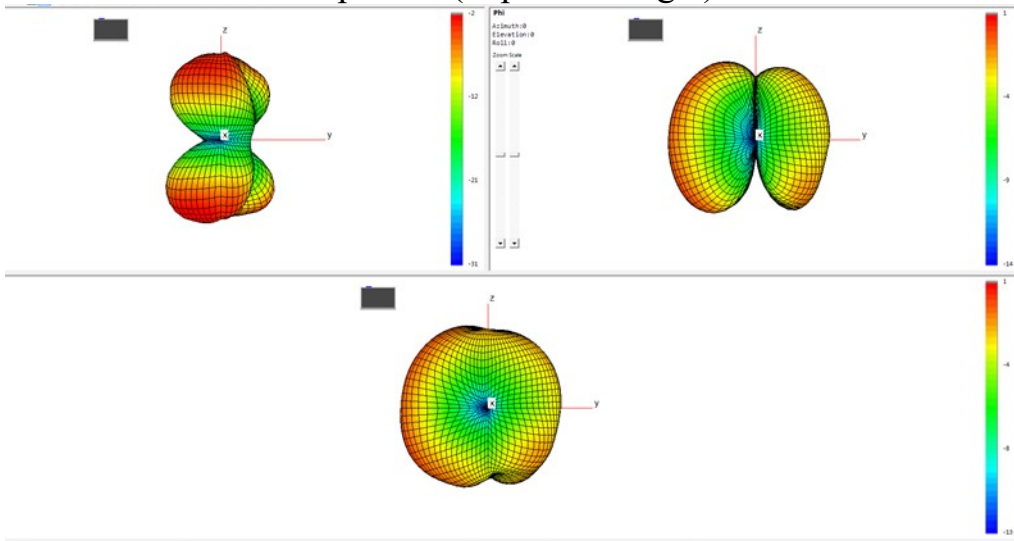 -2
-12
-21
-31
z
x
y
Phi
Azimuth:0
Elevation:0
Roll:0
Zoom Scale
z
x
y
1
-4
-9
-14
z
x
y
1
-4
-8
-13